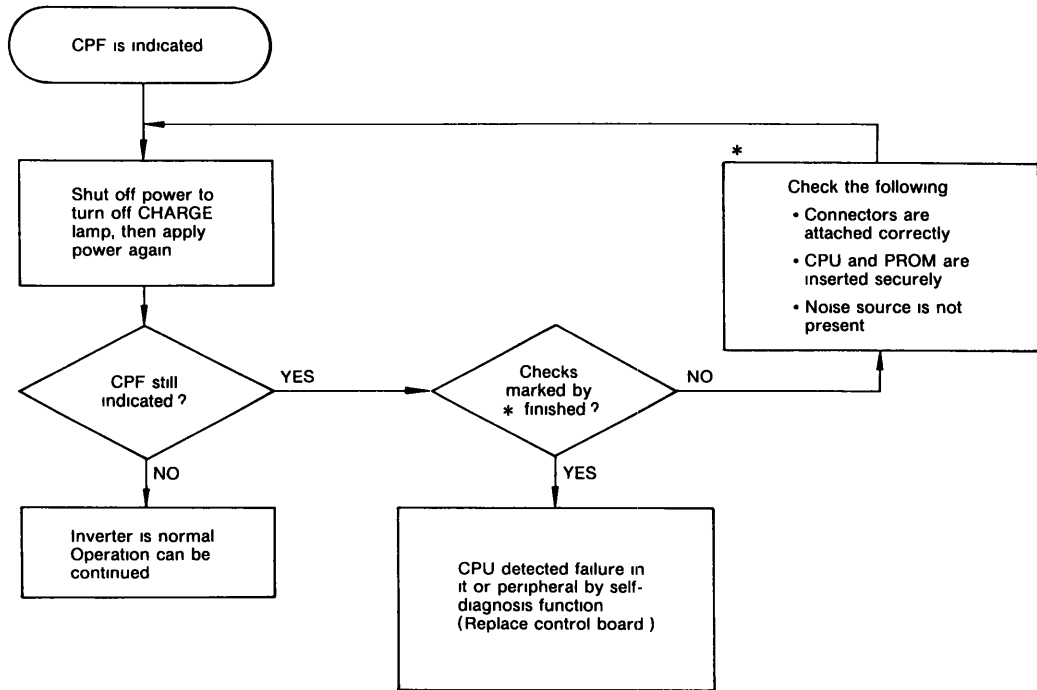 CPF is indicated
*
Shut off power to
turn off CHARGE
lamp, then apply
power again
Check the following
• Connectors are
attached correctly
• CPU and PROM are
inserted securely
• Noise source is not
present
CPF still
indicated?
YES
Checks
marked by
* finished?
NO
NO
YES
Inverter is normal
Operation can be
continued
CPU detected failure in
it or peripheral by self-
diagnosis function
(Replace control board)